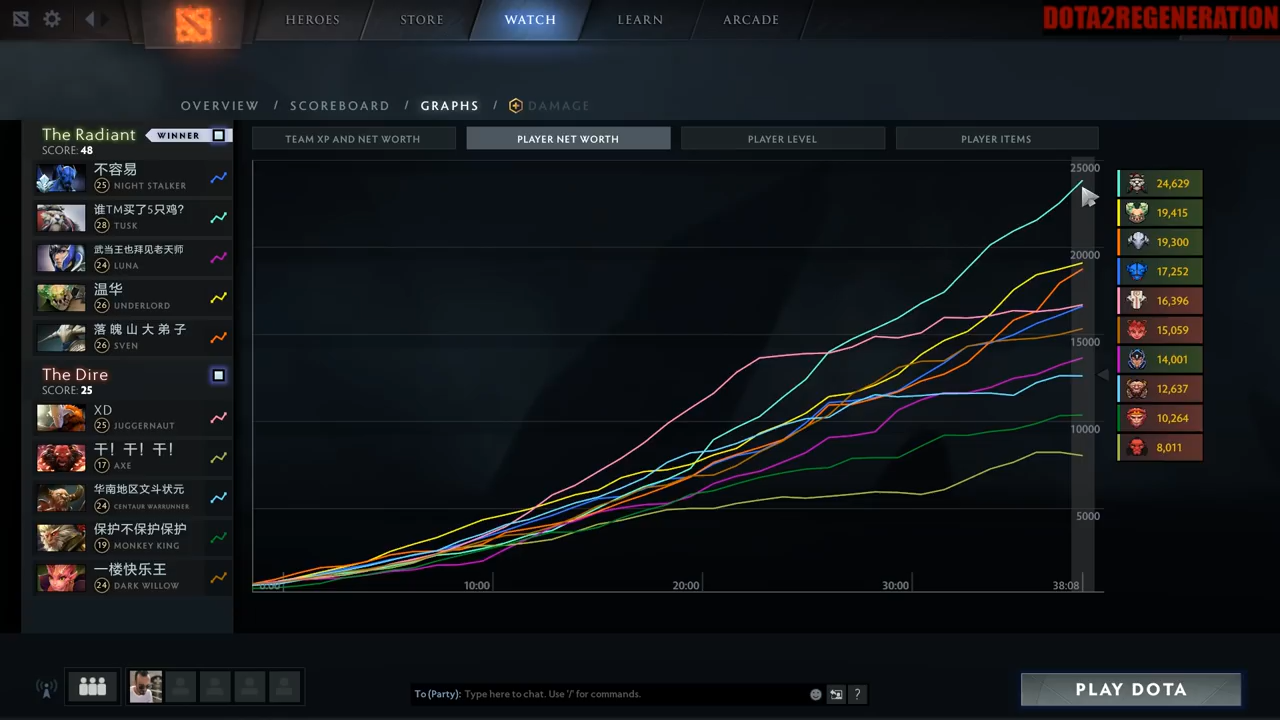 HEROES
STORE
WATCH
LEARN
ARCADE
DOTA2REGENERATION
OVERVIEW / SCOREBOARD / GRAPHS / DAMAGE
The Radiant
WINNER
SCORE: 48
不容易
25 NIGHT STALKER
谁TM买了5只鸡?
28 TUSK
武当王也拜见老天师
24 LUNA
温华
26 UNDERLORD
落魄山大弟子
26 SVEN
The Dire
SCORE: 25
XD
25 JUGGERNAUT
干！干！干！
17 AXE
华南地区文斗状元
24 CENTAUR WARRUNNER
保护不保护保护
19 MONKEY KING
一楼快乐王
24 DARK WILLOW
TEAM XP AND NET WORTH
PLAYER NET WORTH
PLAYER LEVEL
PLAYER ITEMS
25000
20000
15000
10000
5000
0:00
10:00
20:00
30:00
38:08
24,629
19,415
19,300
17,252
16,396
15,059
14,001
12,637
10,264
8,011
To (Party): Type here to chat. Use '/' for commands.
?
PLAY DOTA